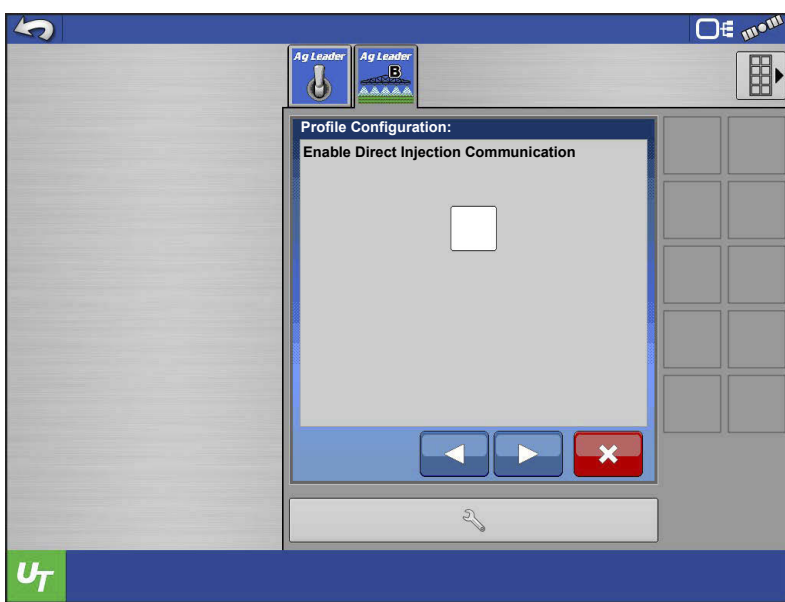 Ag Leader
Ag Leader
B
Profile Configuration:
Enable Direct Injection Communication
UT